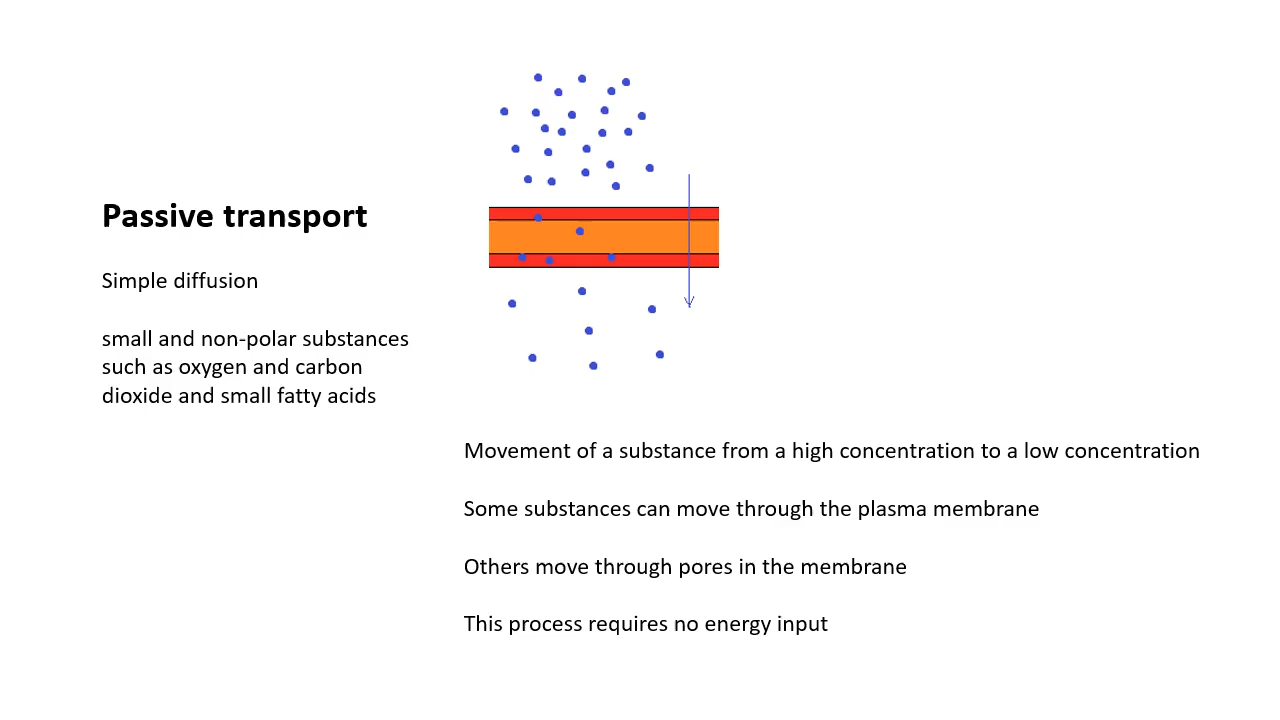 Passive transport
Simple diffusion
small and non-polar substances
such as oxygen and carbon
dioxide and small fatty acids
Movement of a substance from a high concentration to a low concentration
Some substances can move through the plasma membrane
Others move through pores in the membrane
This process requires no energy input